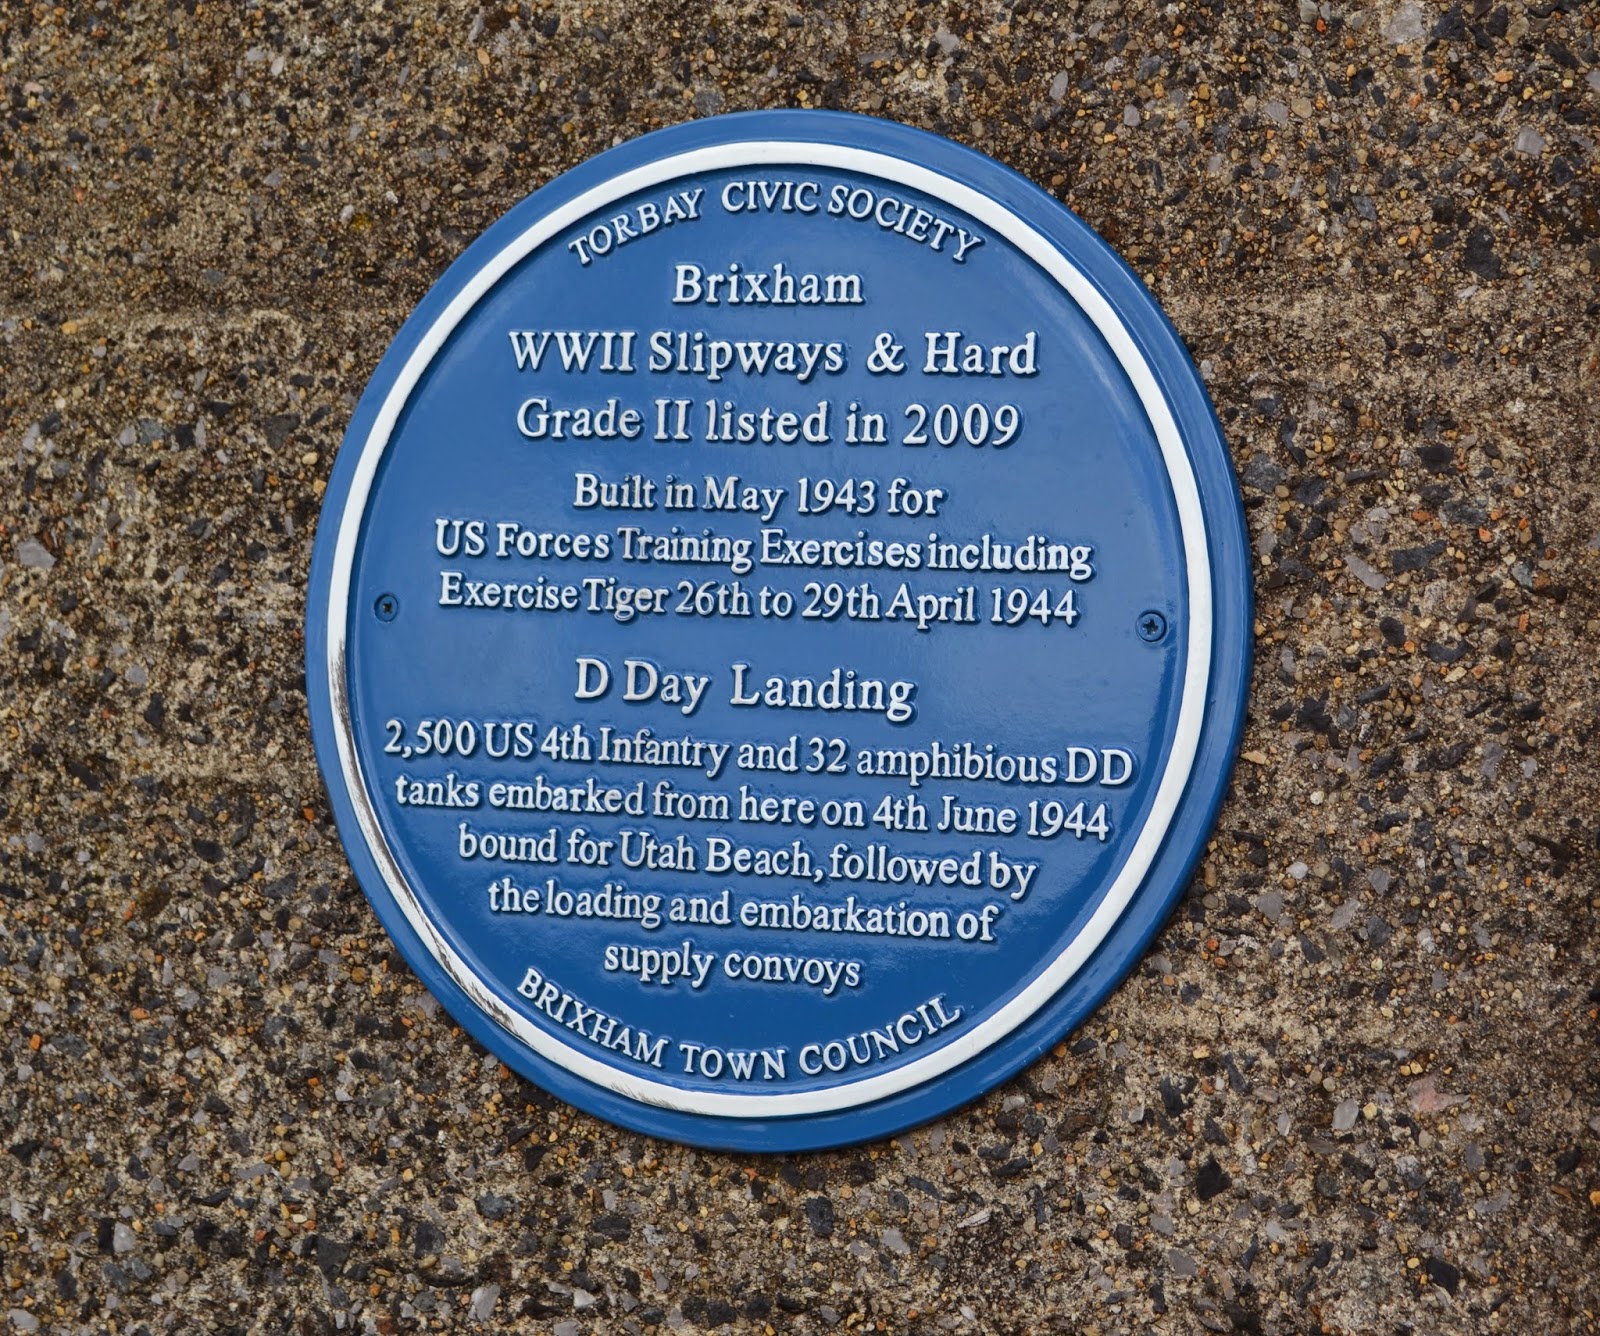 TORBAY CIVIC SOCIETY
Brixham
WWII Slipways & Hard
Grade II listed in 2009
Built in May 1943 for
US Forces Training Exercises including
Exercise Tiger 26th to 29th April 1944
D Day Landing
2,500 US 4th Infantry and 32 amphibious DD
tanks embarked from here on 4th June 1944
bound for Utah Beach, followed by
the loading and embarkation of
supply convoys
BRIXHAM TOWN COUNCIL